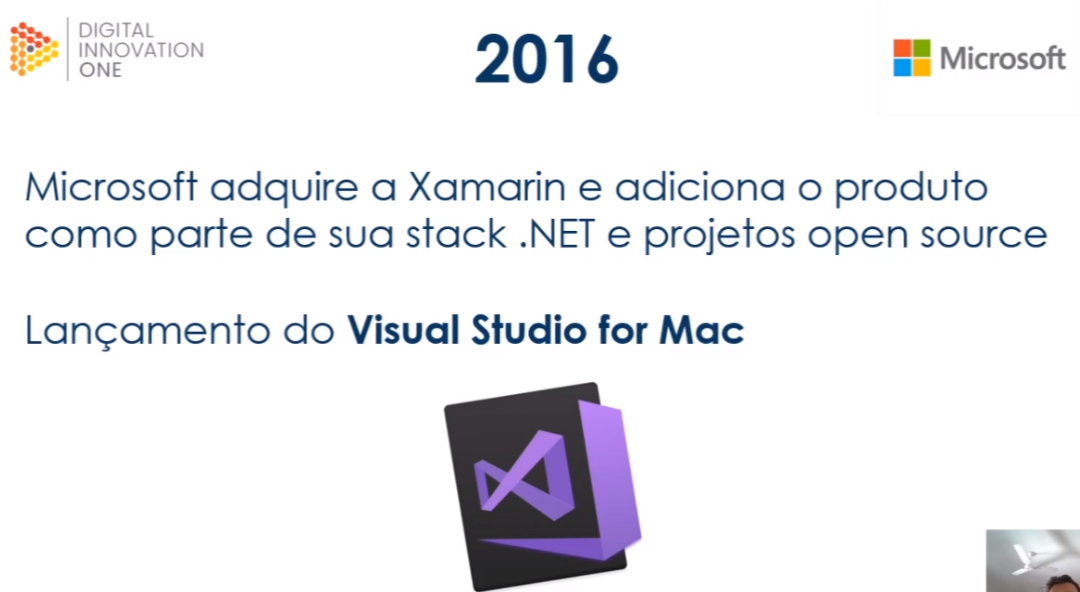 DIGITAL
INNOVATION
ONE
2016
Microsoft
Microsoft adquire a Xamarin e adiciona o produto
como parte de sua stack .NET e projetos open source
Lançamento do Visual Studio for Mac